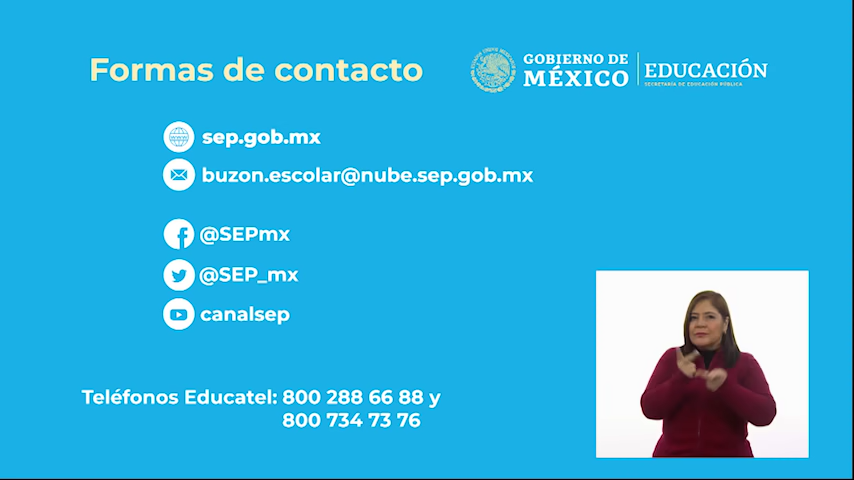 Formas de contacto
GOBIERNO DE
MÉXICO
EDUCACIÓN
SECRETARÍA DE EDUCACIÓN PÚBLICA
www
sep.gob.mx
buzon.escolar@nube.sep.gob.mx
@SEPmx
@SEP_mx
canalsep
Teléfonos Educatel: 800 288 66 88 y
800 734 73 76